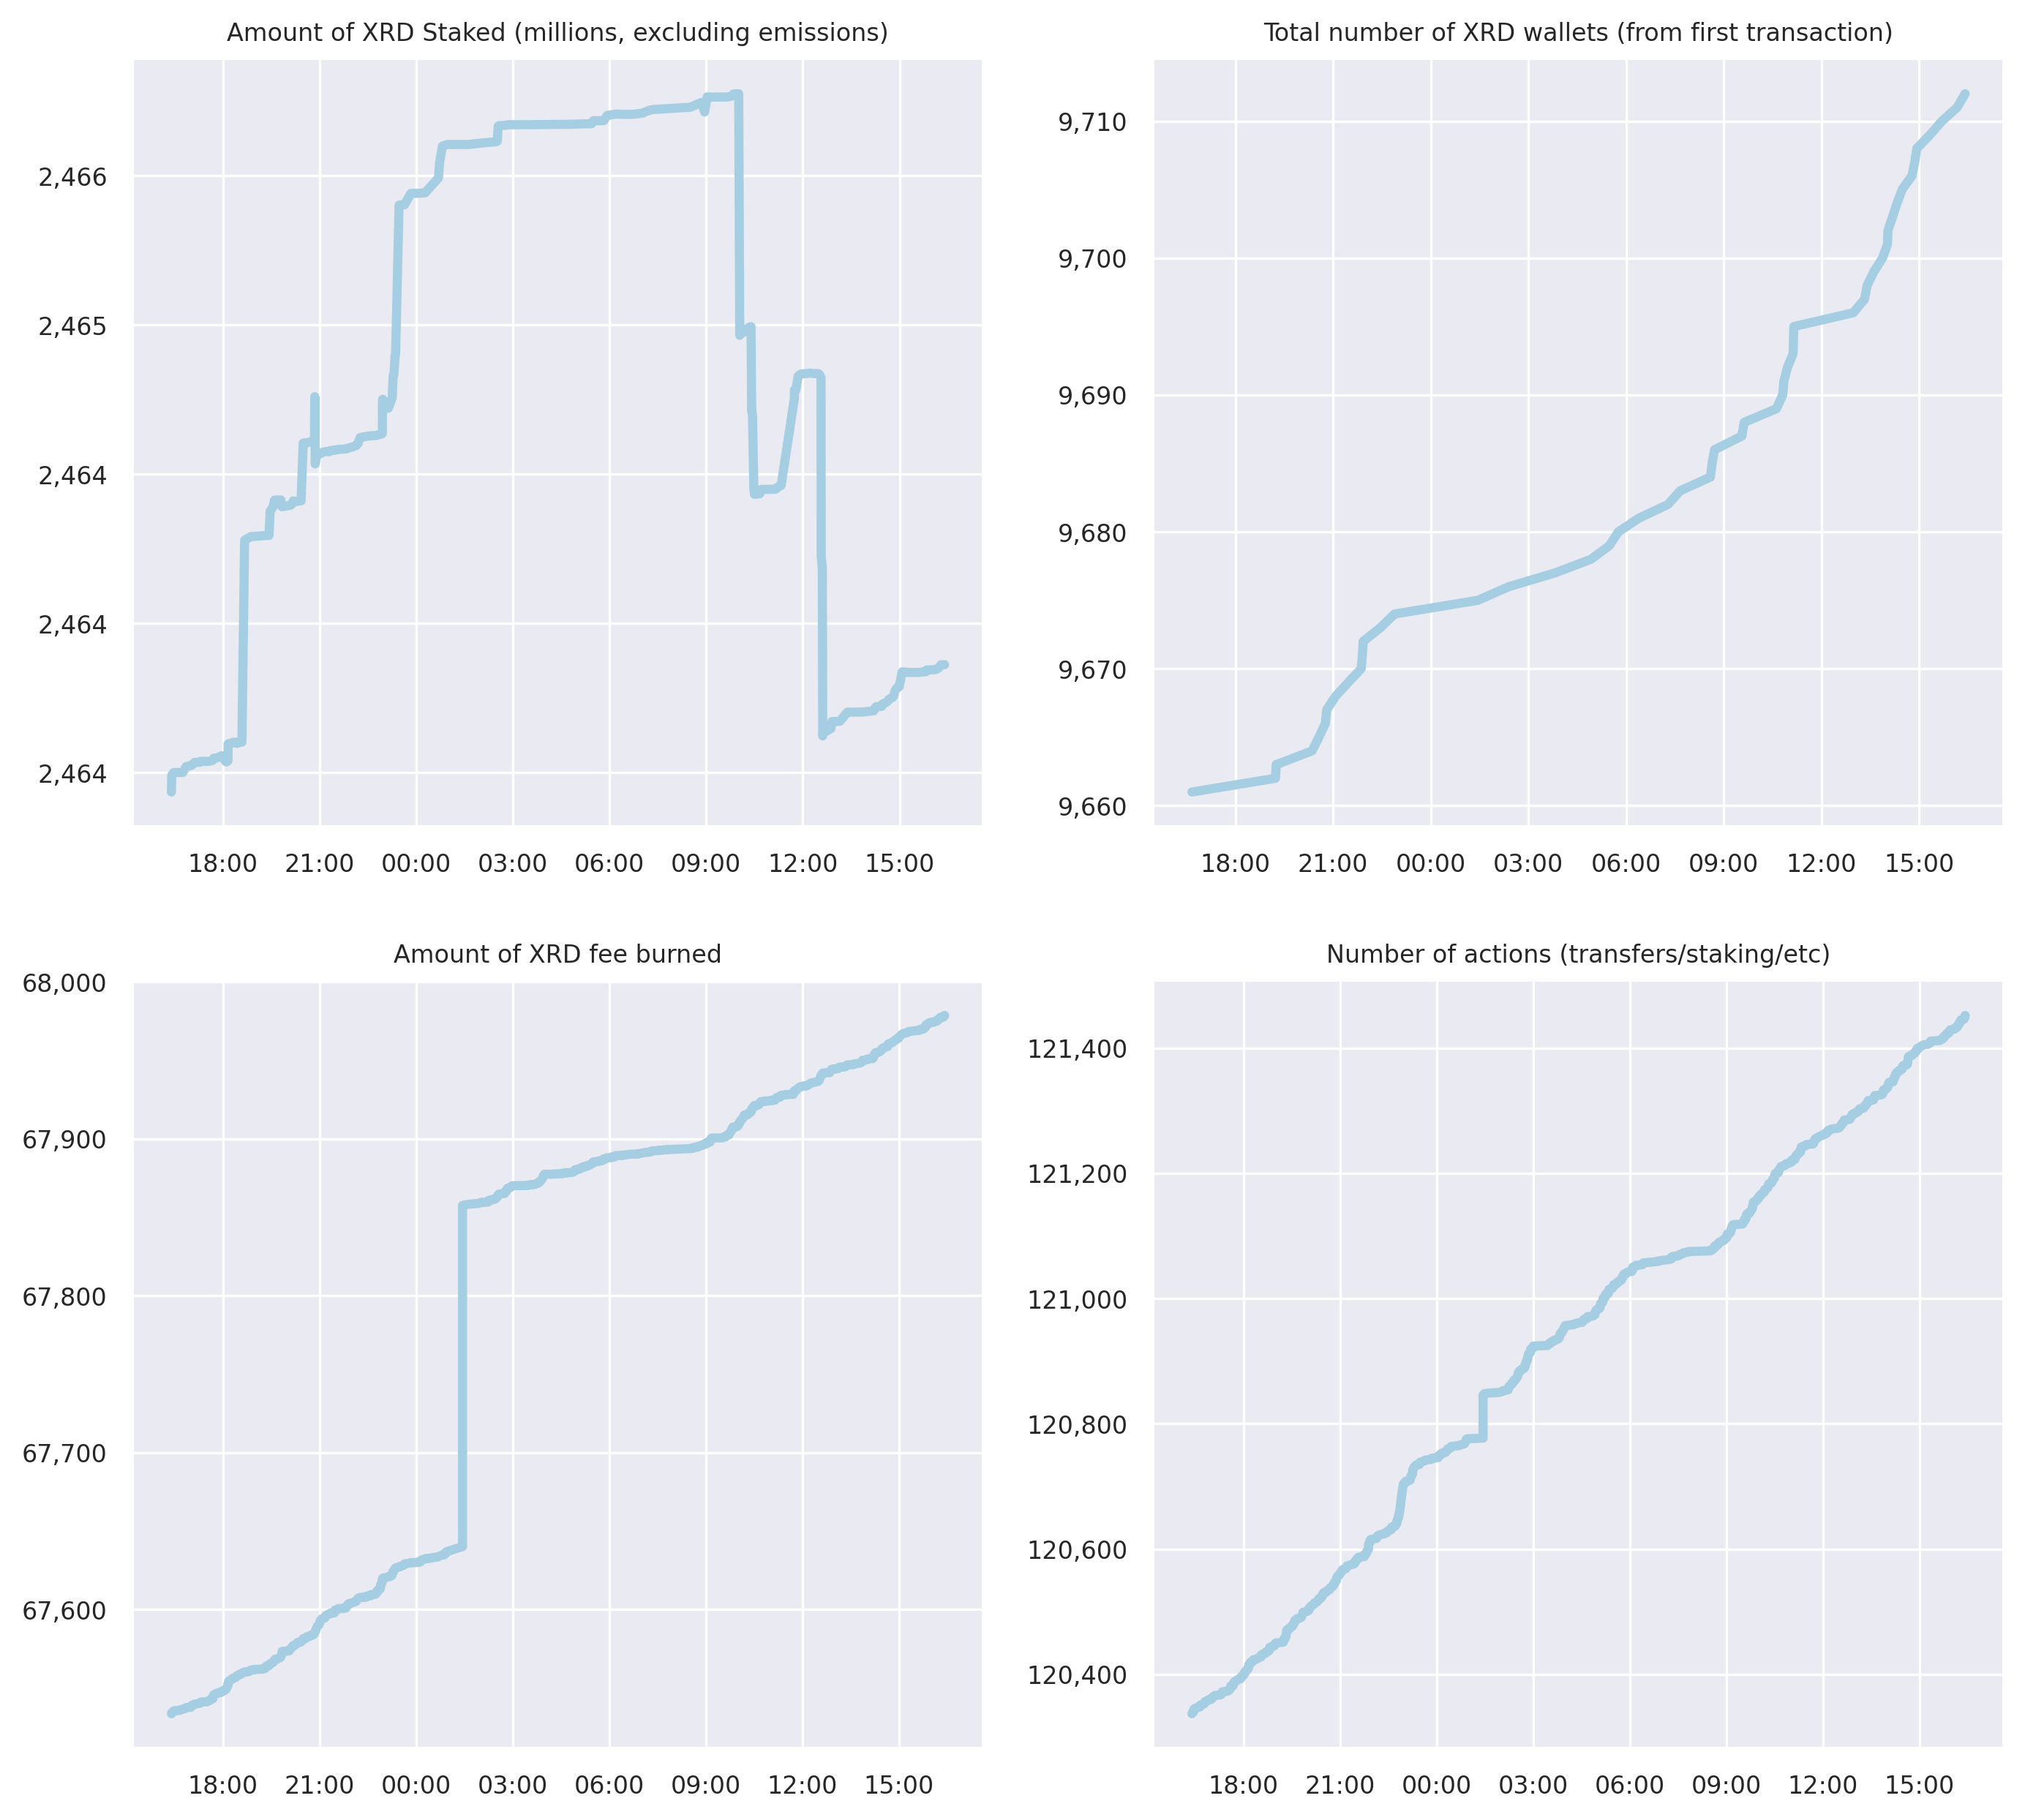 Amount of XRD Staked (millions, excluding emissions)
2,466
2,465
2,464
2,464
2,464
18:00 21:00 00:00 03:00 06:00 09:00 12:00 15:00
Total number of XRD wallets (from first transaction)
9,710
9,700
9,690
9,680
9,670
9,660
18:00 21:00 00:00 03:00 06:00 09:00 12:00 15:00
Amount of XRD fee burned
68,000
67,900
67,800
67,700
67,600
18:00 21:00 00:00 03:00 06:00 09:00 12:00 15:00
Number of actions (transfers/staking/etc)
121,400
121,200
121,000
120,800
120,600
120,400
18:00 21:00 00:00 03:00 06:00 09:00 12:00 15:00